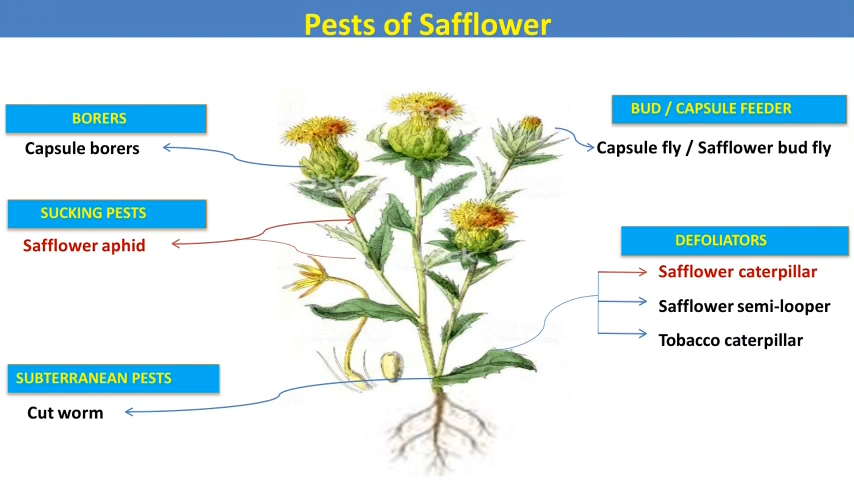 Pests of Safflower
BORERS
Capsule borers
SUCKING PESTS
Safflower aphid
SUBTERRANEAN PESTS
Cut worm
BUD / CAPSULE FEEDER
Capsule fly / Safflower bud fly
DEFOLIATORS
Safflower caterpillar
Safflower semi-looper
Tobacco caterpillar